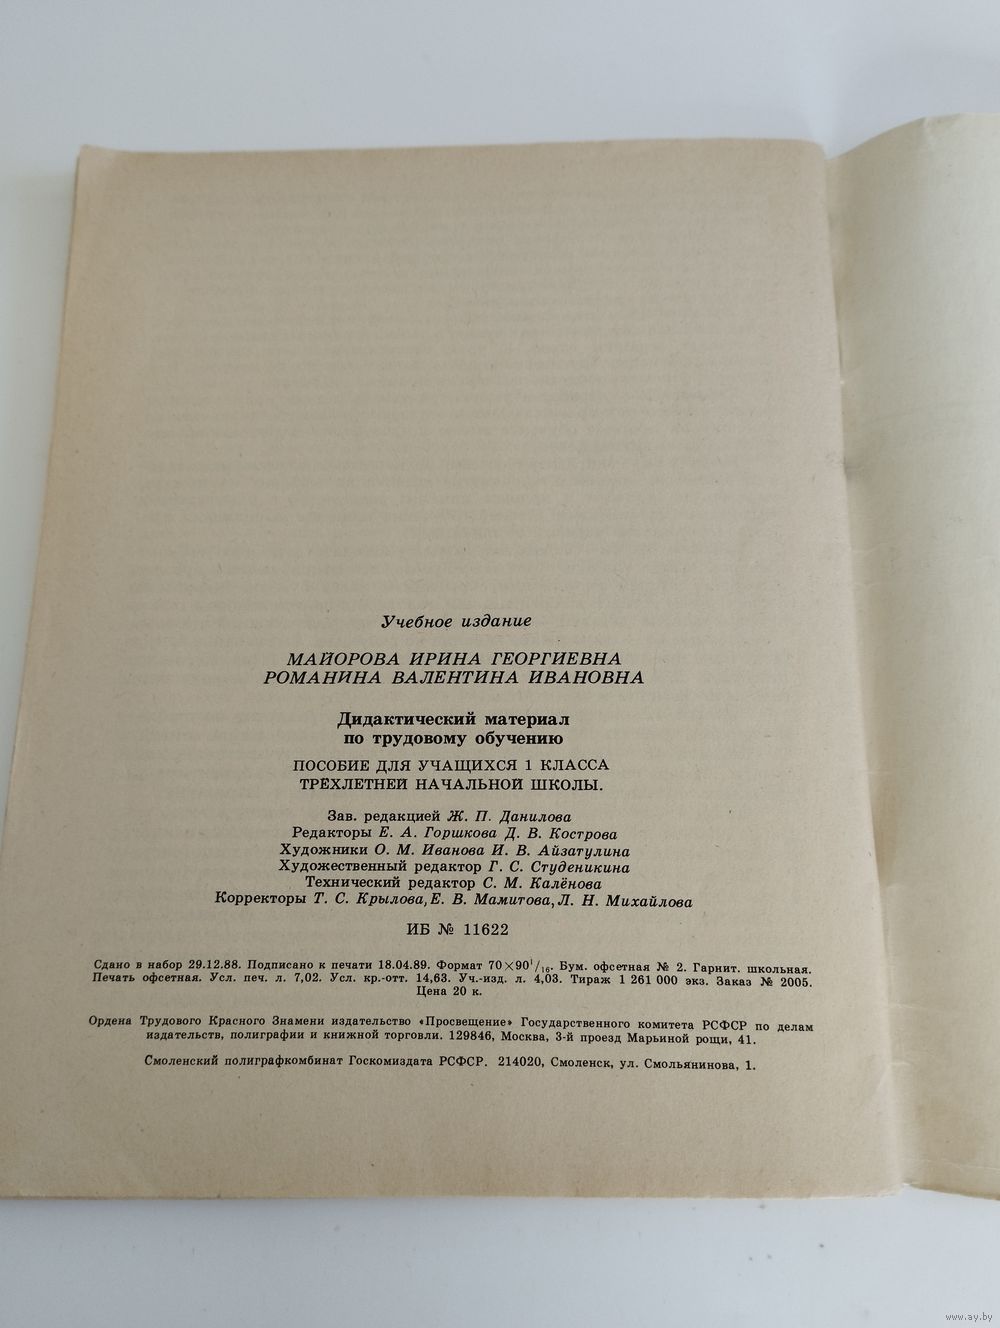 Учебное издание
МАЙОРОВА ИРИНА ГЕОРГИЕВНА
РОМАНИНА ВАЛЕНТИНА ИВАНОВНА
Дидактический материал
по трудовому обучению
ПОСОБИЕ ДЛЯ УЧАЩИХСЯ 1 КЛАССА
ТРЁХЛЕТНЕЙ НАЧАЛЬНОЙ ШКОЛЫ.
Зав. редакцией Ж. П. Данилова
Редакторы Е. А. Горшкова Д. В. Кострова
Художники О. М. Иванова И. В. Айзатулина
Художественный редактор Г. С. Студеникина
Технический редактор С. М. Калёнова
Корректоры Т. С. Крылова, Е. В. Мамитова, Л. Н. Михайлова
ИБ № 11622
Сдано в набор 29.12.88. Подписано к печати 18.04.89. Формат 70×90¹/₁₆. Бум. офсетная № 2. Гарнит. школьная.
Печать офсетная. Усл. печ. л. 7,02. Усл. кр.-отт. 14,63. Уч.-изд. л. 4,03. Тираж 1 261 000 экз. Заказ № 2005.
Цена 20 к.
Ордена Трудового Красного Знамени издательство «Просвещение» Государственного комитета РСФСР по делам
издательств, полиграфии и книжной торговли. 129846, Москва, 3-й проезд Марьиной рощи, 41.
Смоленский полиграфкомбинат Госкомиздата РСФСР. 214020, Смоленск, ул. Смольянинова, 1.
www.ay.by